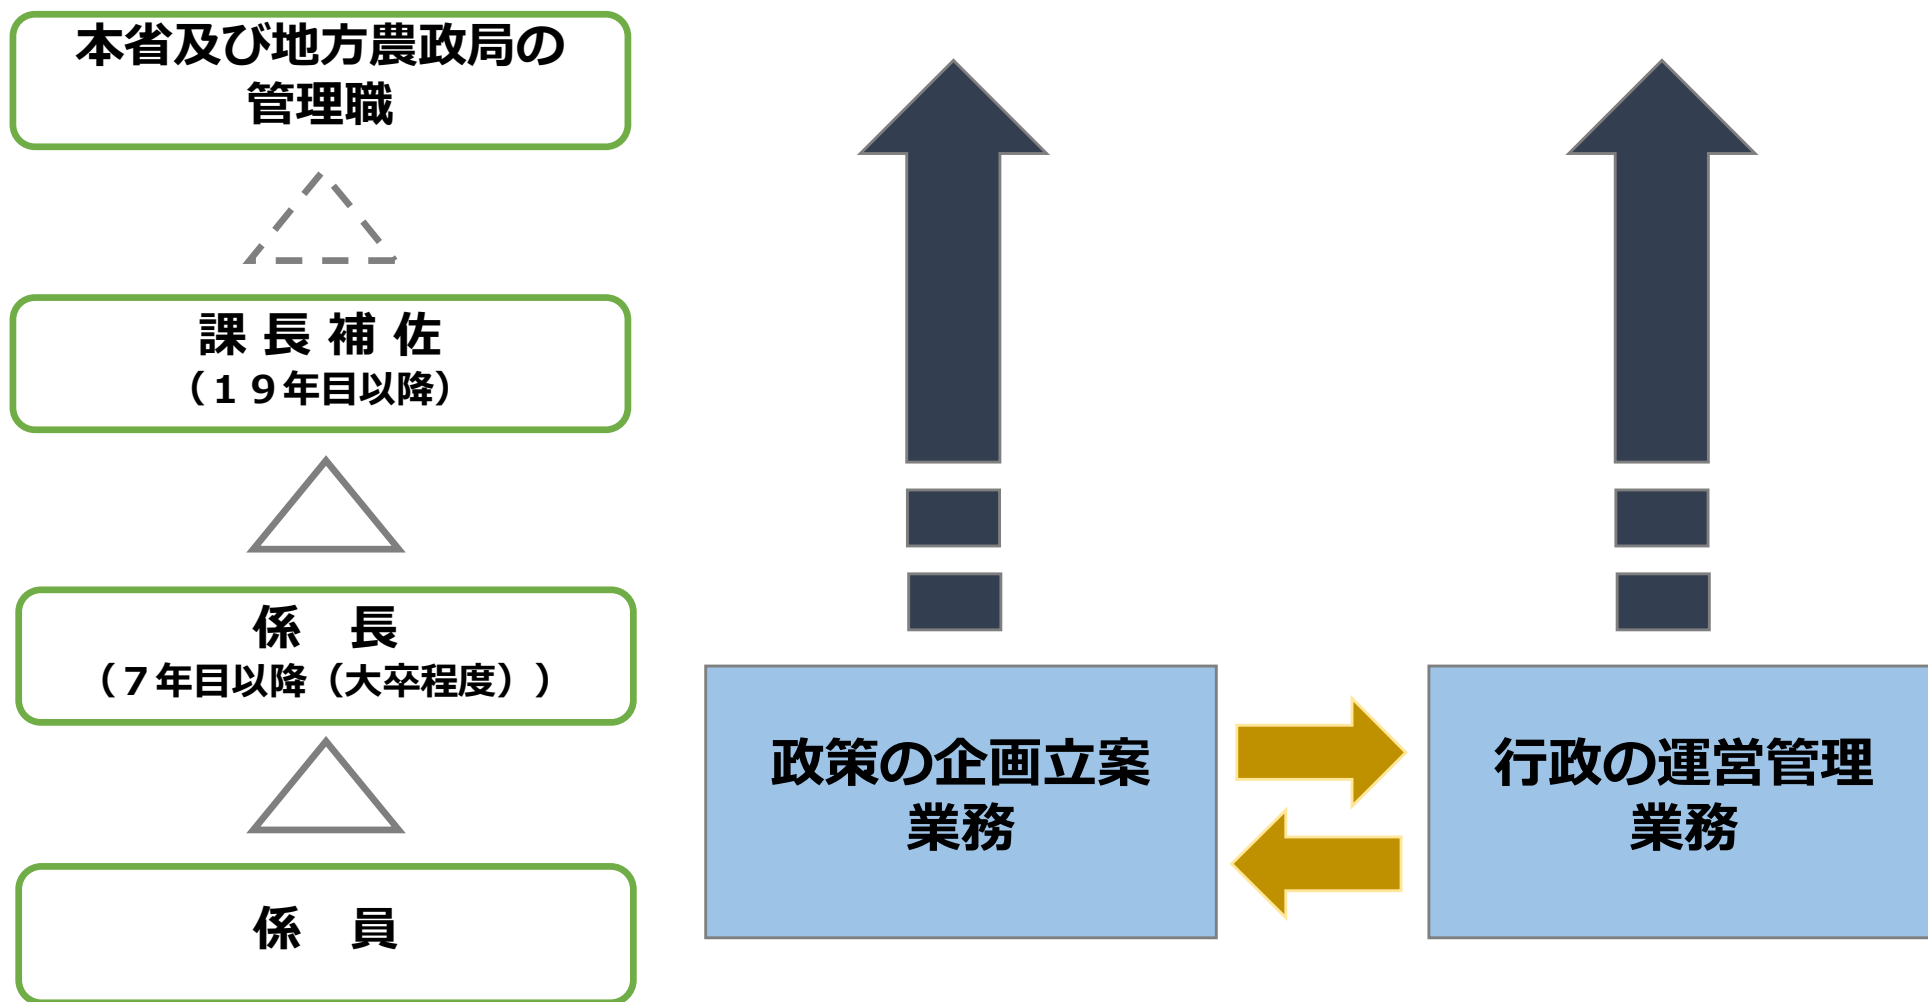 本省及び地方農政局の
管理職
課 長 補 佐
（１９年目以降）
係　長
（７年目以降（大卒程度））
係　員
政策の企画立案
業務
行政の運営管理
業務